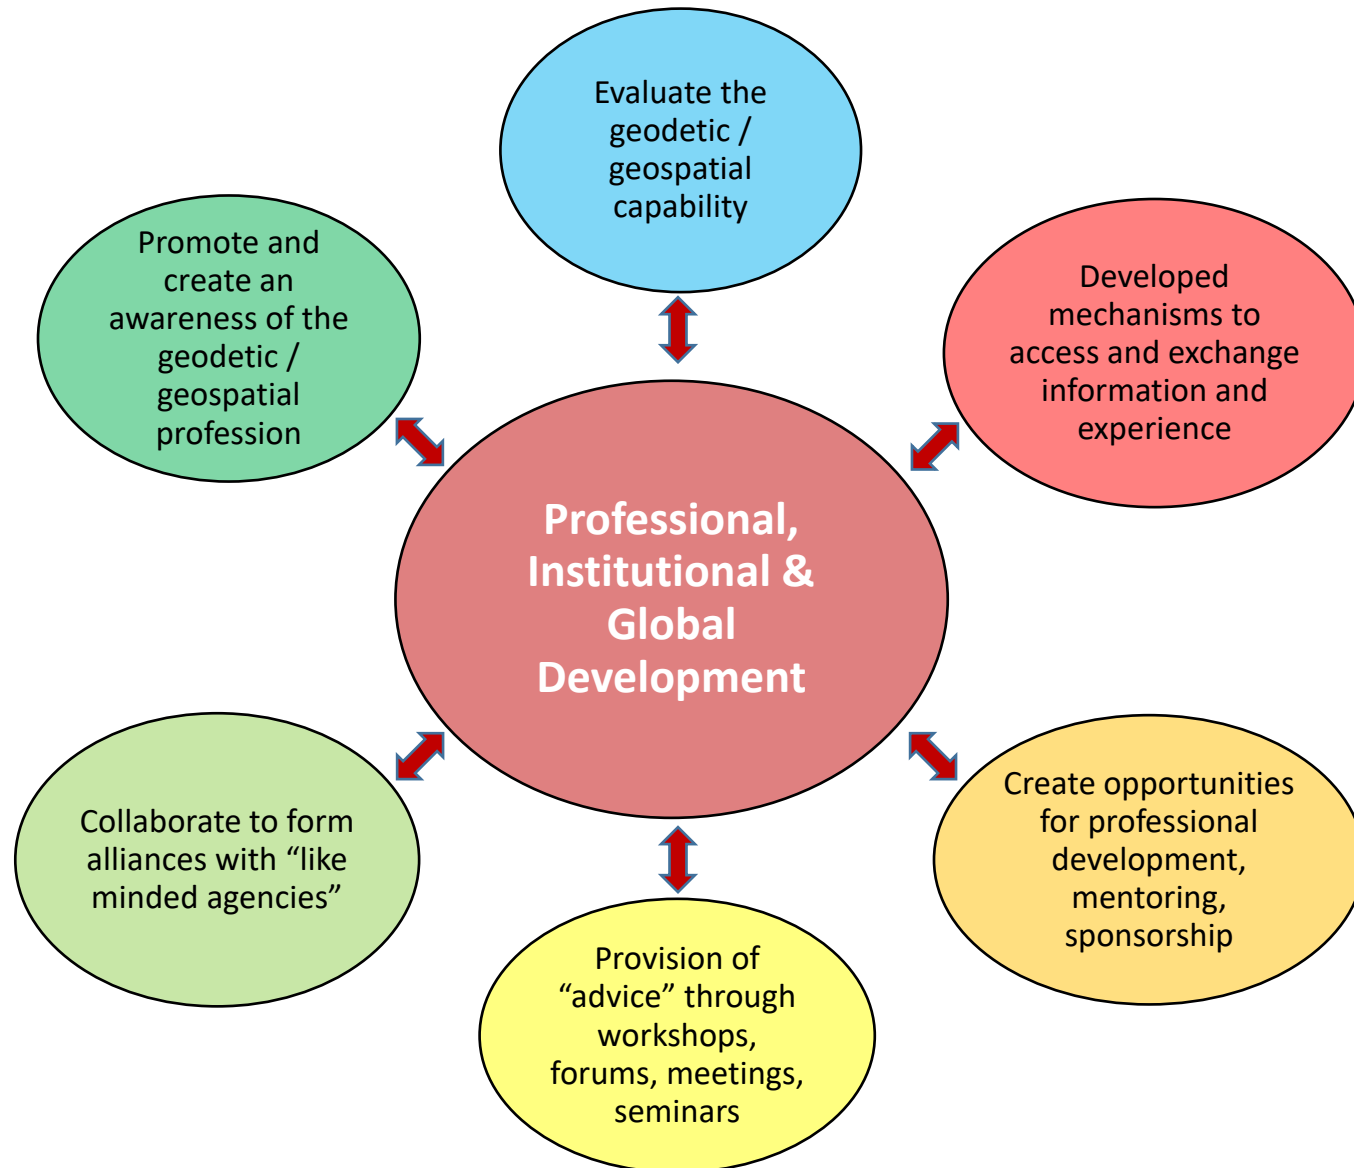 Evaluate the
geodetic /
geospatial
capability
Promote and
create an
awareness of the
geodetic /
geospatial
profession
Developed
mechanisms to
access and exchange
information and
experience
Professional,
Institutional &
Global
Development
Collaborate to form
alliances with “like
minded agencies”
Create opportunities
for professional
development,
mentoring,
sponsorship
Provision of
“advice” through
workshops,
forums, meetings,
seminars